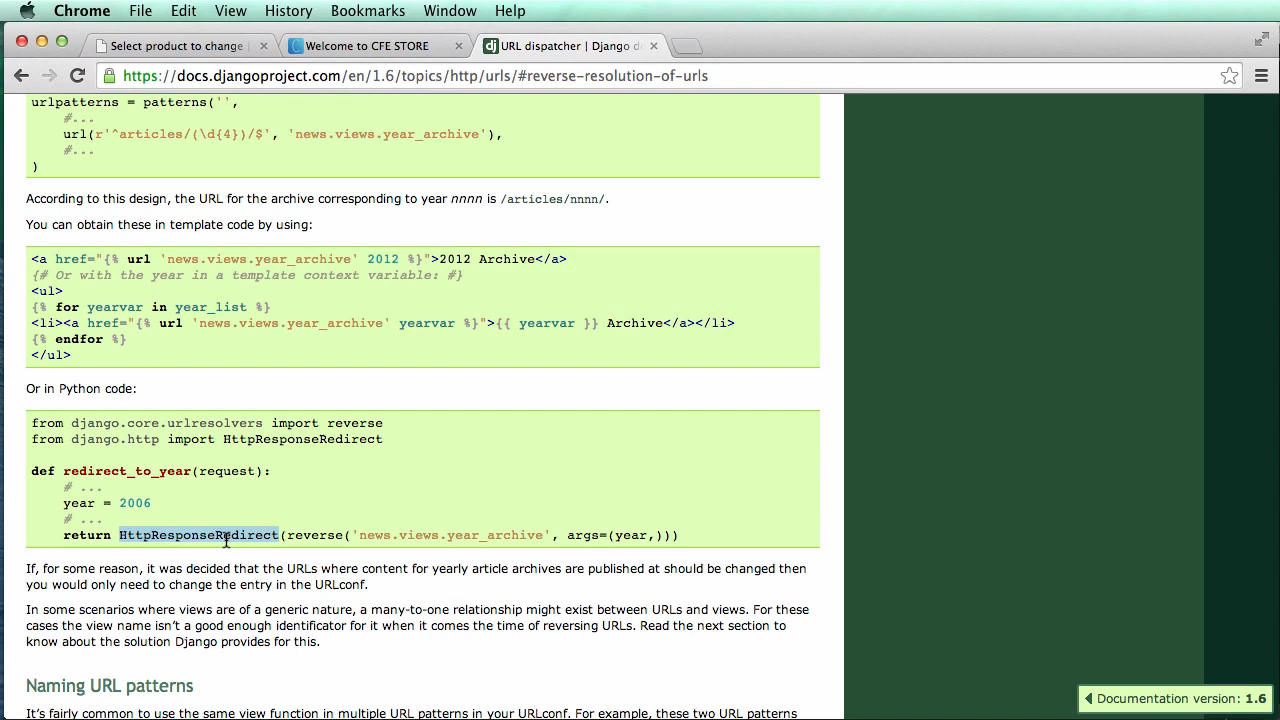 Chrome File Edit View History Bookmarks Window Help
Select product to change
Welcome to CFE STORE
URL dispatcher | Django d
https://docs.djangoproject.com/en/1.6/topics/http/urls/#reverse-resolution-of-urls
urlpatterns = patterns('',
#...
url(r'^articles/(\d{4})/$', 'news.views.year_archive'),
#...
)
According to this design, the URL for the archive corresponding to year nnnn is /articles/nnnn/.
You can obtain these in template code by using:
<a href="{% url 'news.views.year_archive' 2012 %}">2012 Archive</a>
{# Or with the year in a template context variable: #}
<ul>
{% for yearvar in year_list %}
<li><a href="{% url 'news.views.year_archive' yearvar %}">{{ yearvar }} Archive</a></li>
{% endfor %}
</ul>
Or in Python code:
from django.core.urlresolvers import reverse
from django.http import HttpResponseRedirect
def redirect_to_year(request):
# ...
year = 2006
# ...
return HttpResponseRedirect(reverse('news.views.year_archive', args=(year,)))
If, for some reason, it was decided that the URLs where content for yearly article archives are published at should be changed then
you would only need to change the entry in the URLconf.
In some scenarios where views are of a generic nature, a many-to-one relationship might exist between URLs and views. For these
cases the view name isn't a good enough identificator for it when it comes the time of reversing URLs. Read the next section to
know about the solution Django provides for this.
Naming URL patterns
It's fairly common to use the same view function in multiple URL patterns in your URLconf. For example, these two URL patterns
Documentation version: 1.6